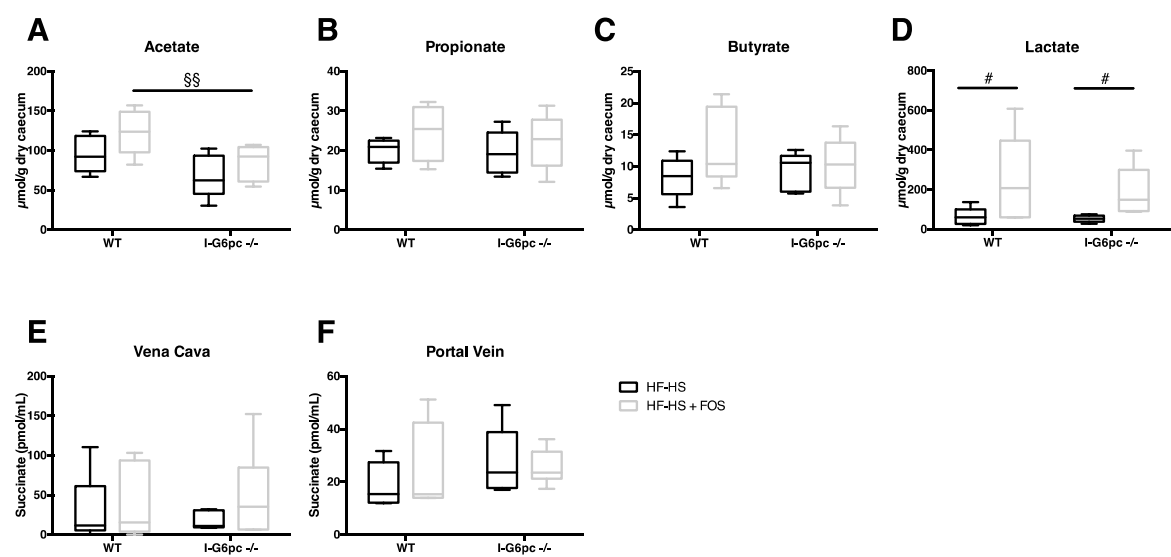 A
Acetate
µmol/g dry caecum
200
150
100
50
0
§§
WT
I-G6pc -/-
B
Propionate
µmol/g dry caecum
40
30
20
10
0
WT
I-G6pc -/-
C
Butyrate
µmol/g dry caecum
25
20
15
10
5
0
WT
I-G6pc -/-
D
Lactate
µmol/g dry caecum
800
600
400
200
0
#
#
WT
I-G6pc -/-
E
Vena Cava
Succinate (pmol/mL)
200
150
100
50
0
WT
I-G6pc -/-
F
Portal Vein
Succinate (pmol/mL)
60
40
20
0
WT
I-G6pc -/-
HF-HS
HF-HS + FOS